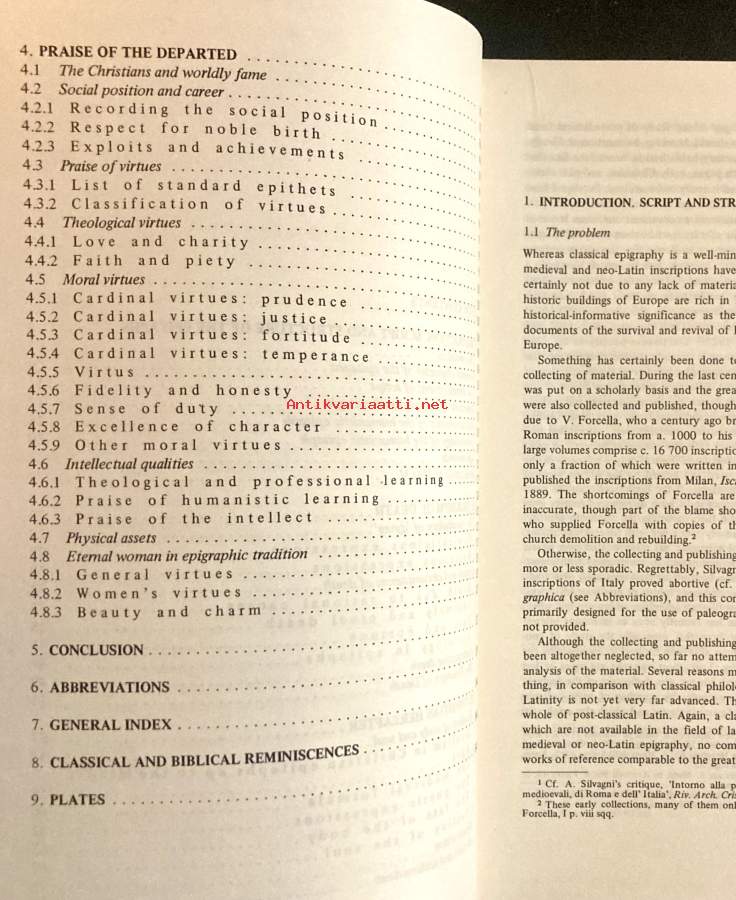 4. PRAISE OF THE DEPARTED
4.1 The Christians and worldly fame
4.2 Social position and career
4.2.1 Recording the social position
4.2.2 Respect for noble birth
4.2.3 Exploits and achievements
4.3 Praise of virtues
4.3.1 List of standard epithets
4.3.2 Classification of virtues
4.4 Theological virtues
4.4.1 Love and charity
4.4.2 Faith and piety
4.5 Moral virtues
4.5.1 Cardinal virtues: prudence
4.5.2 Cardinal virtues: justice
4.5.3 Cardinal virtues: fortitude
4.5.4 Cardinal virtues: temperance
4.5.5 Virtus
4.5.6 Fidelity and honesty
4.5.7 Sense of duty
Antikvariaatti.net
4.5.8 Excellence of character
4.5.9 Other moral virtues
4.6 Intellectual qualities
4.6.1 Theological and professional learning
4.6.2 Praise of humanistic learning
4.6.3 Praise of the intellect
4.7 Physical assets
4.8 Eternal woman in epigraphic tradition
4.8.1 General virtues
4.8.2 Women's virtues
4.8.3 Beauty and charm
5. CONCLUSION
6. ABBREVIATIONS
7. GENERAL INDEX
8. CLASSICAL AND BIBLICAL REMINISCENCES
9. PLATES
1. INTRODUCTION. SCRIPT AND STR
1.1 The problem
Whereas classical epigraphy is a well-min
medieval and neo-Latin inscriptions have
certainly not due to any lack of materia
historic buildings of Europe are rich in
historical-informative significance as the
documents of the survival and revival of
Europe.
Something has certainly been done t
collecting of material. During the last cen
was put on a scholarly basis and the grea
were also collected and published, though
due to V. Forcella, who a century ago br
Roman inscriptions from a. 1000 to his
large volumes comprise c. 16 700 inscriptio
only a fraction of which were written in
published the inscriptions from Milan, Isc
1889. The shortcomings of Forcella are
inaccurate, though part of the blame sho
who supplied Forcella with copies of th
church demolition and rebuilding.²
Otherwise, the collecting and publishing
more or less sporadic. Regrettably, Silvagn
inscriptions of Italy proved abortive (cf.
graphica (see Abbreviations), and this con
primarily designed for the use of paleogra
not provided.
Although the collecting and publishing
been altogether neglected, so far no attem
analysis of the material. Several reasons m
thing, in comparison with classical philol
Latinity is not yet very far advanced. Th
whole of post-classical Latin. Again, a cla
which are not available in the field of la
medieval or neo-Latin epigraphy, no com
works of reference comparable to the great
¹ Cf. A. Silvagni's critique, 'Intorno alla p
medioevali, di Roma e dell' Italia', Riv. Arch. Cris
² These early collections, many of them onl
Forcella, I p. viii sqq.